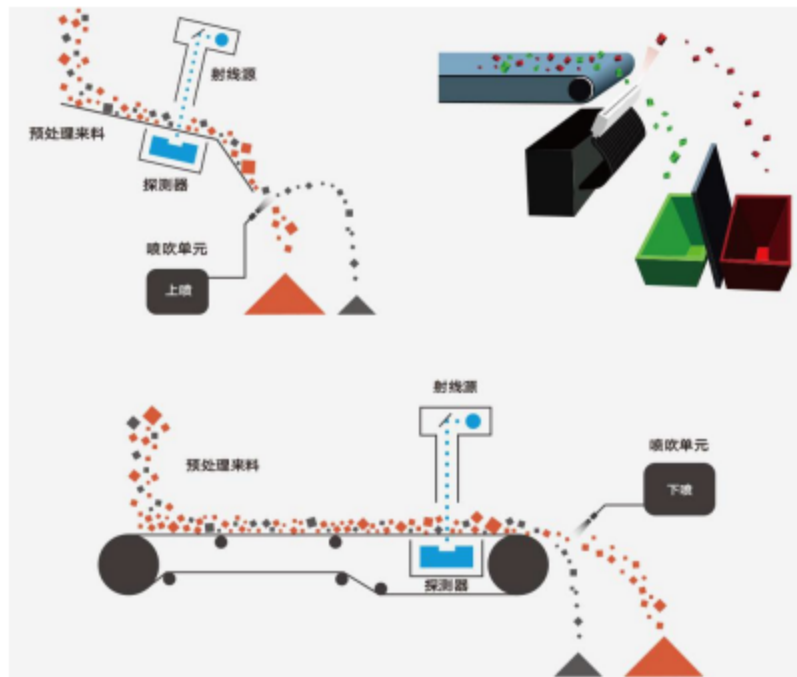 射线源
预处理来料
探测器
喷吹单元
上喷
射线源
预处理来料
喷吹单元
下喷
探测器